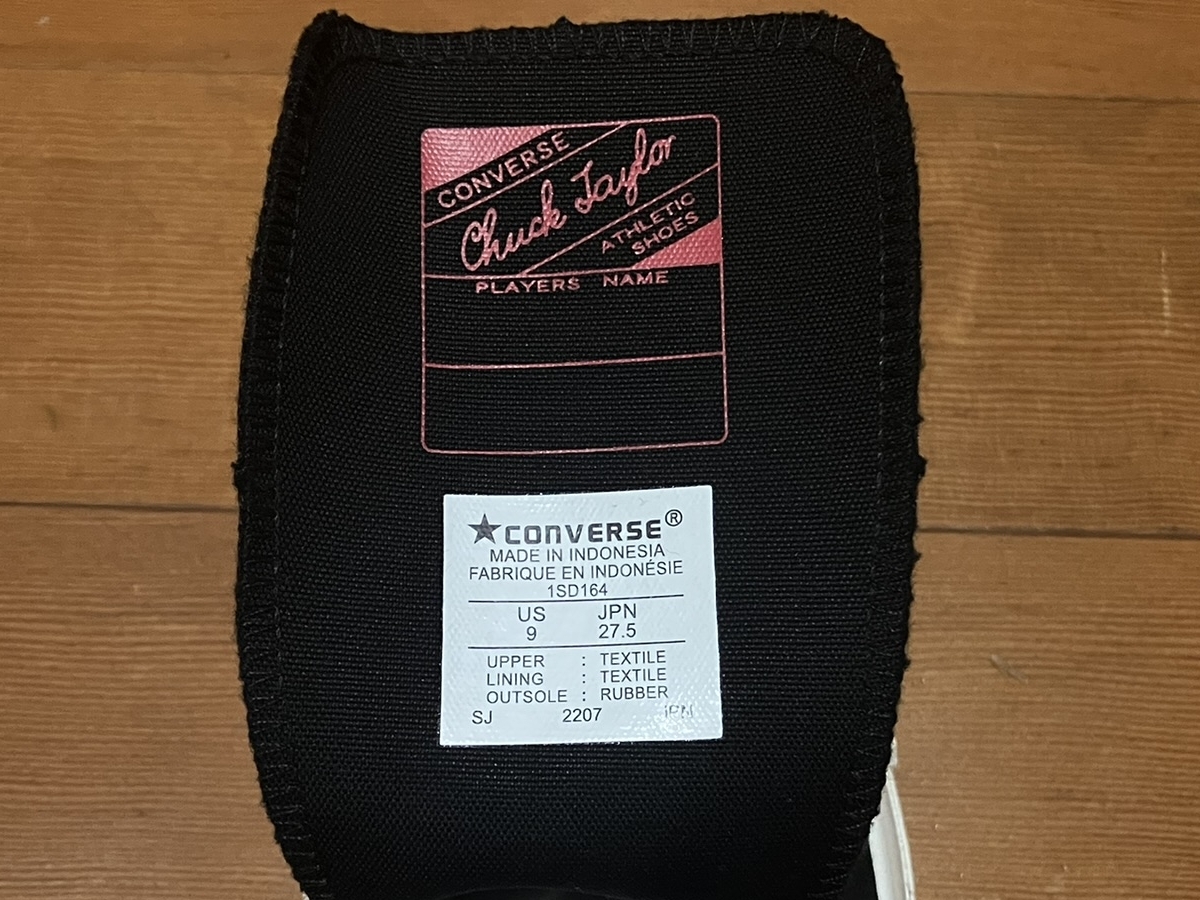 CONVERSE
Chuck Taylor
ATHLETIC
SHOES
PLAYERS NAME
★CONVERSE®
MADE IN INDONESIA
FABRIQUE EN INDONÉSIE
1SD164
US JPN
9 27.5
UPPER : TEXTILE
LINING : TEXTILE
OUTSOLE : RUBBER
SJ 2207 JPN